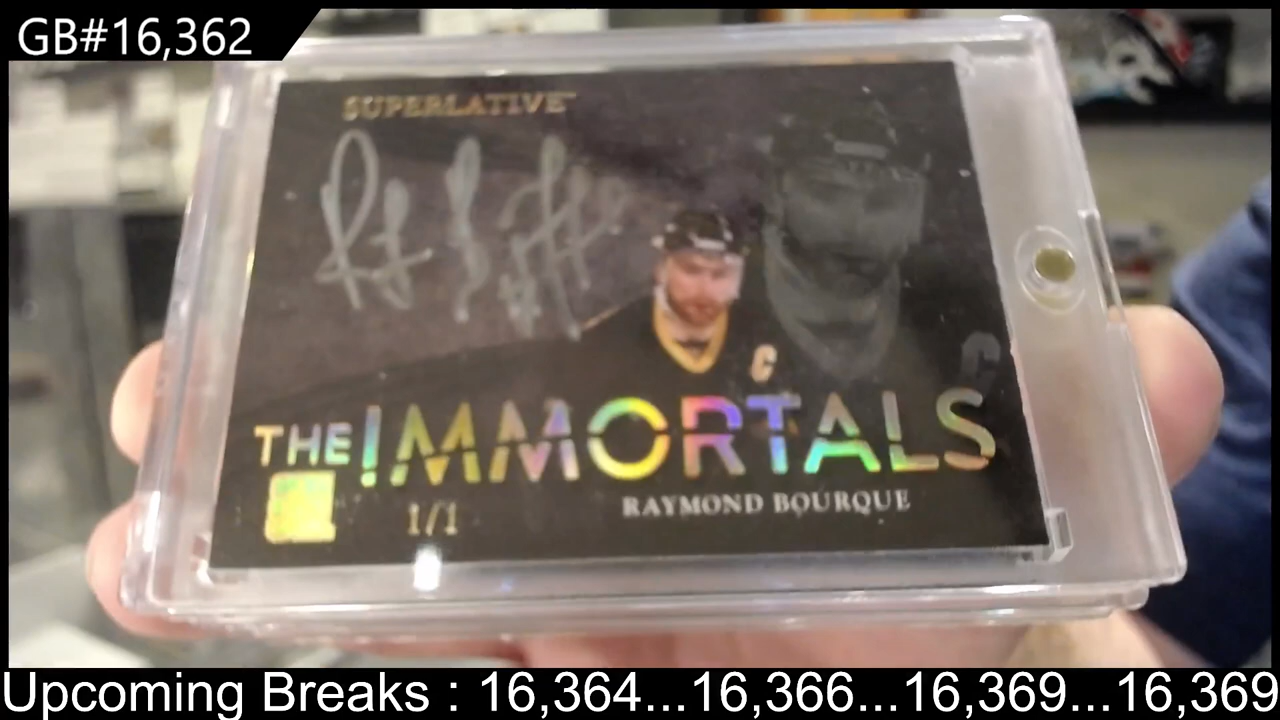 GB#16,362
SUPERLATIVE
C
C
THE IMMORTALS
1/1
RAYMOND BOURQUE
Upcoming Breaks : 16,364...16,366...16,369...16,369